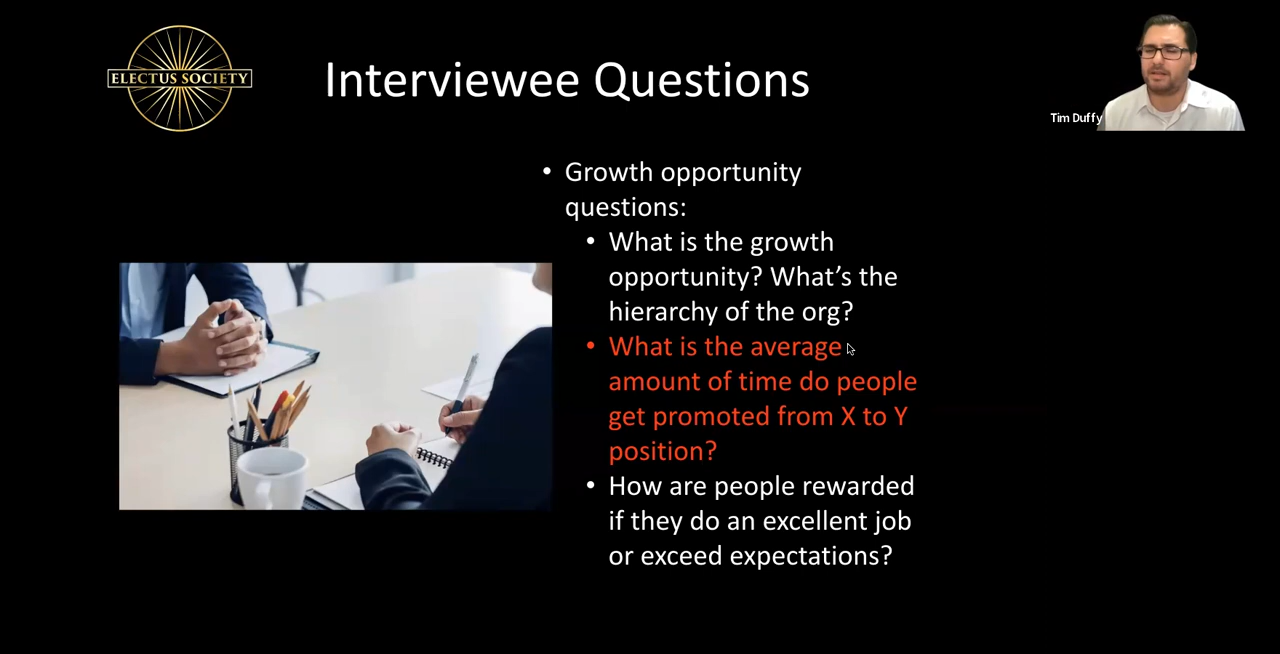 ELECTUS SOCIETY
Interviewee Questions
Tim Duffy
• Growth opportunity
questions:
• What is the growth
opportunity? What’s the
hierarchy of the org?
• What is the average
amount of time do people
get promoted from X to Y
position?
• How are people rewarded
if they do an excellent job
or exceed expectations?